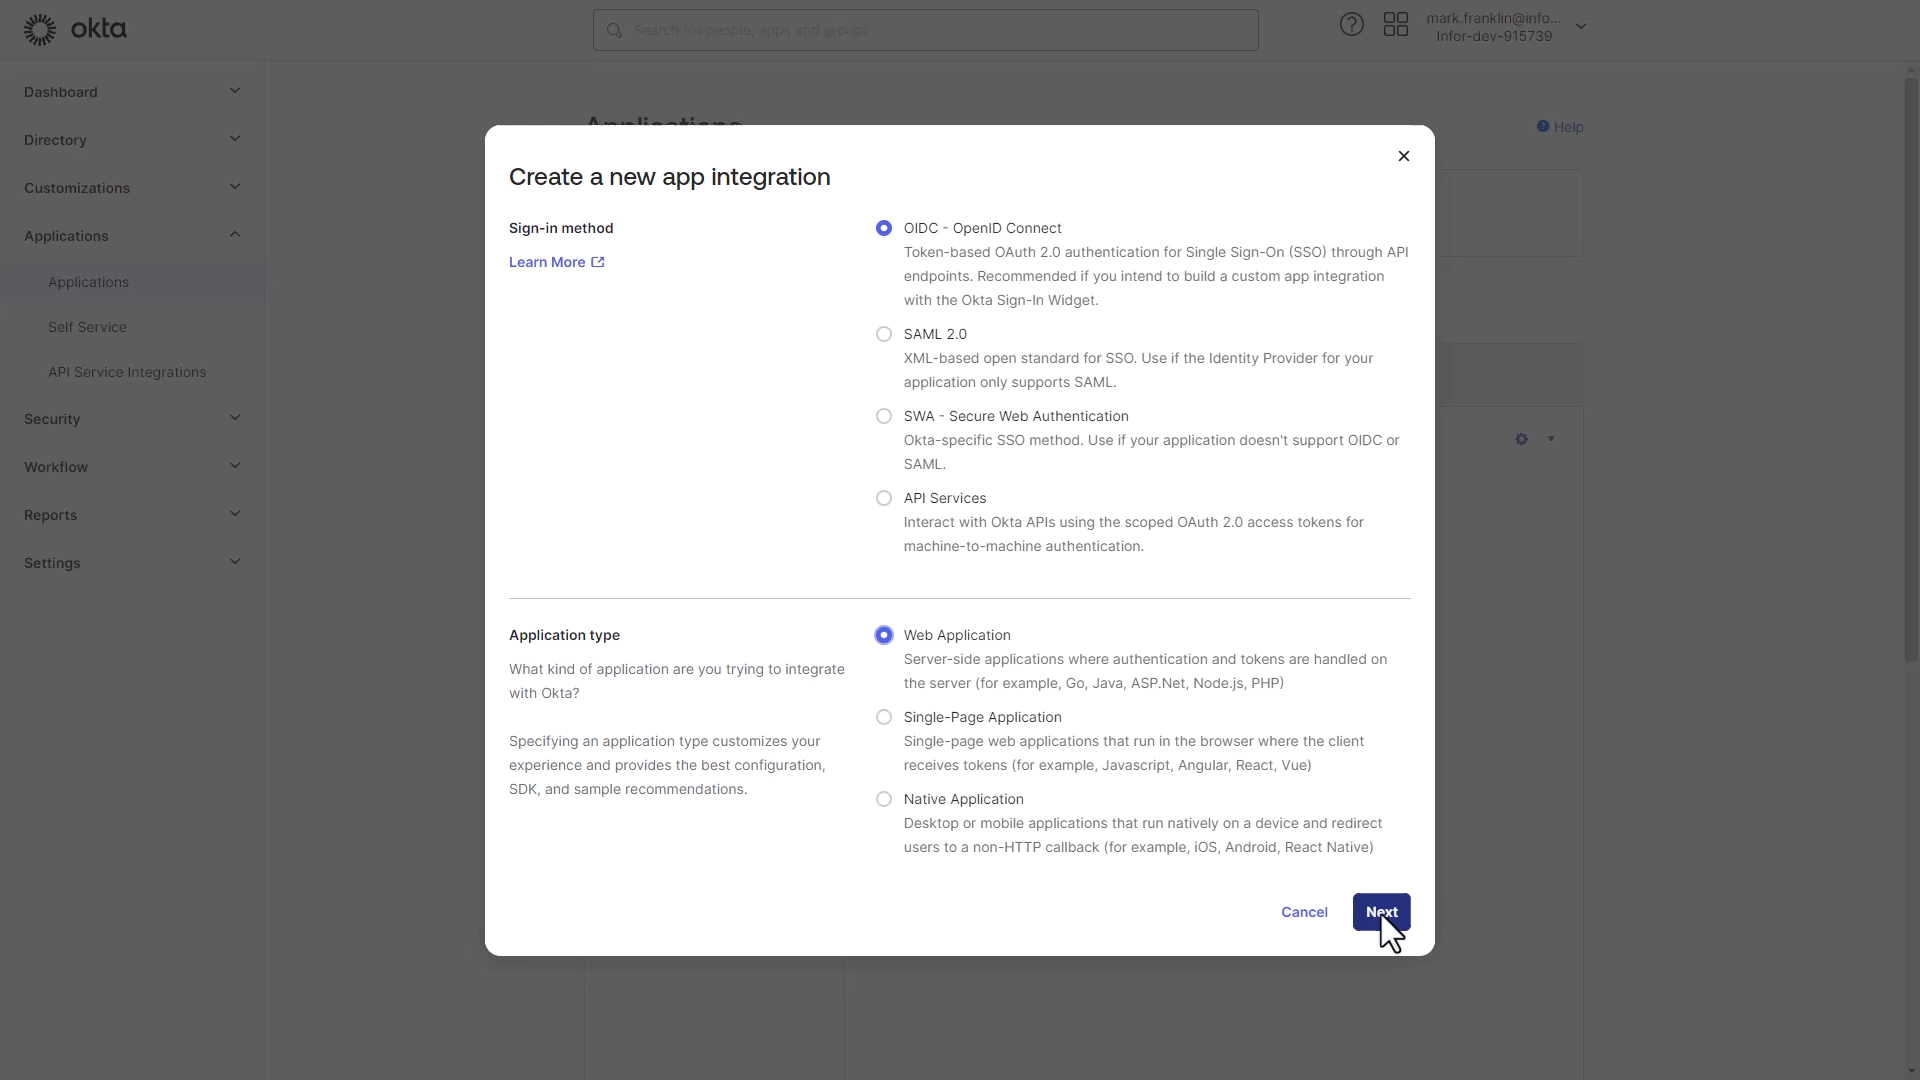 okta
Search for people, apps and groups
mark.franklin@info...
Infor-dev-915739
Dashboard
Directory
Customizations
Applications
Applications
Self Service
API Service Integrations
Security
Workflow
Reports
Settings
Applications
Help
Create a new app integration
Sign-in method
Learn More
OIDC - OpenID Connect
Token-based OAuth 2.0 authentication for Single Sign-On (SSO) through API
endpoints. Recommended if you intend to build a custom app integration
with the Okta Sign-In Widget.
SAML 2.0
XML-based open standard for SSO. Use if the Identity Provider for your
application only supports SAML.
SWA - Secure Web Authentication
Okta-specific SSO method. Use if your application doesn't support OIDC or
SAML.
API Services
Interact with Okta APIs using the scoped OAuth 2.0 access tokens for
machine-to-machine authentication.
Application type
What kind of application are you trying to integrate
with Okta?
Specifying an application type customizes your
experience and provides the best configuration,
SDK, and sample recommendations.
Web Application
Server-side applications where authentication and tokens are handled on
the server (for example, Go, Java, ASP.Net, Node.js, PHP)
Single-Page Application
Single-page web applications that run in the browser where the client
receives tokens (for example, Javascript, Angular, React, Vue)
Native Application
Desktop or mobile applications that run natively on a device and redirect
users to a non-HTTP callback (for example, iOS, Android, React Native)
Cancel
Next